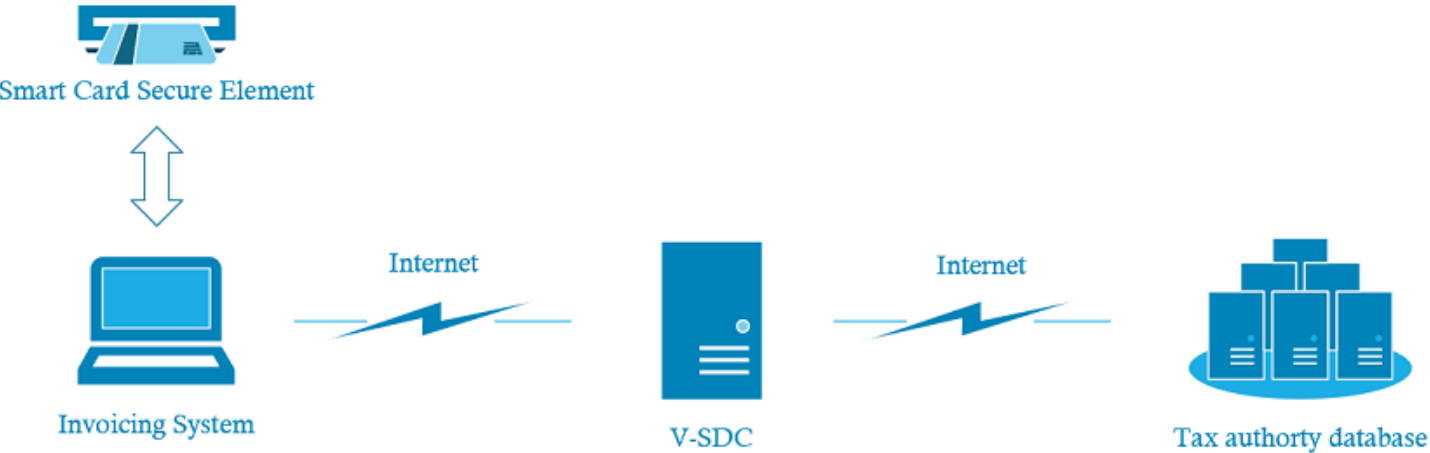 Smart Card Secure Element
Internet
Internet
Invoicing System
V-SDC
Tax authorty database